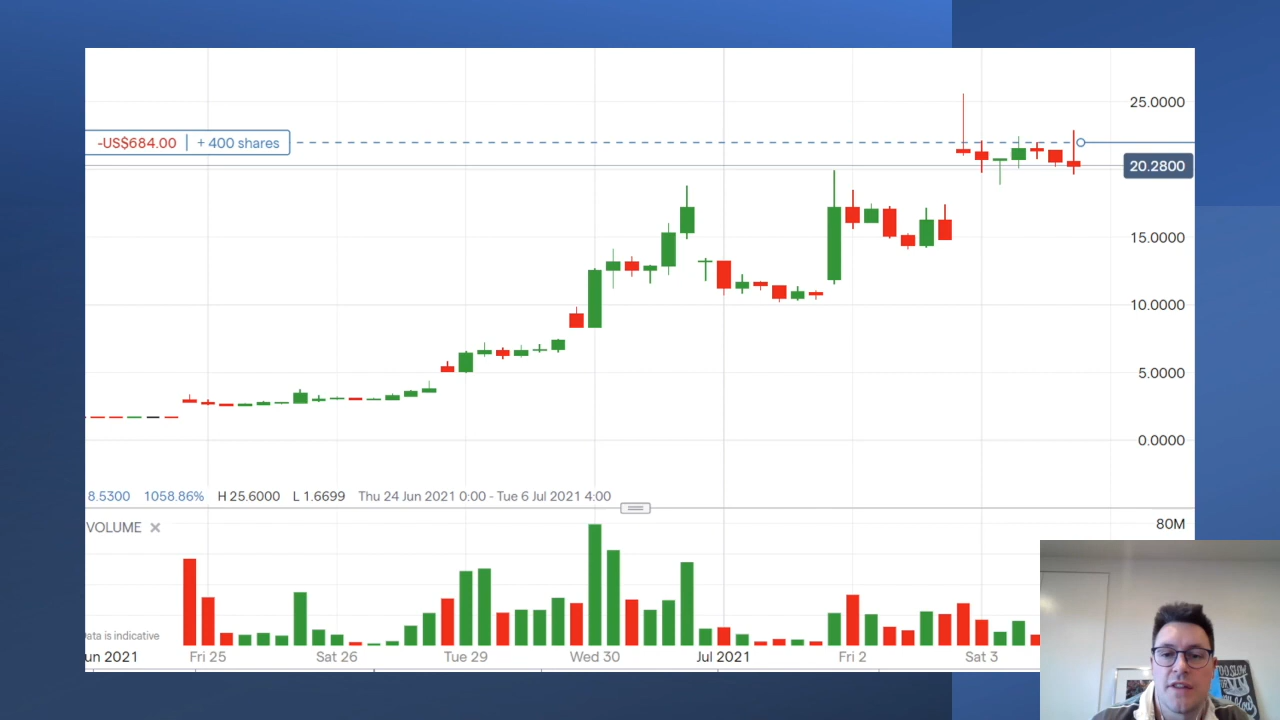 25.0000
-US$684.00 | + 400 shares
20.2800
15.0000
10.0000
5.0000
0.0000
8.5300 1058.86% H 25.6000 L 1.6699 Thu 24 Jun 2021 0:00 - Tue 6 Jul 2021 4:00
VOLUME ×
80M
ata is indicative
un 2021 Fri 25 Sat 26 Tue 29 Wed 30 Jul 2021 Fri 2 Sat 3
TOO SLOW